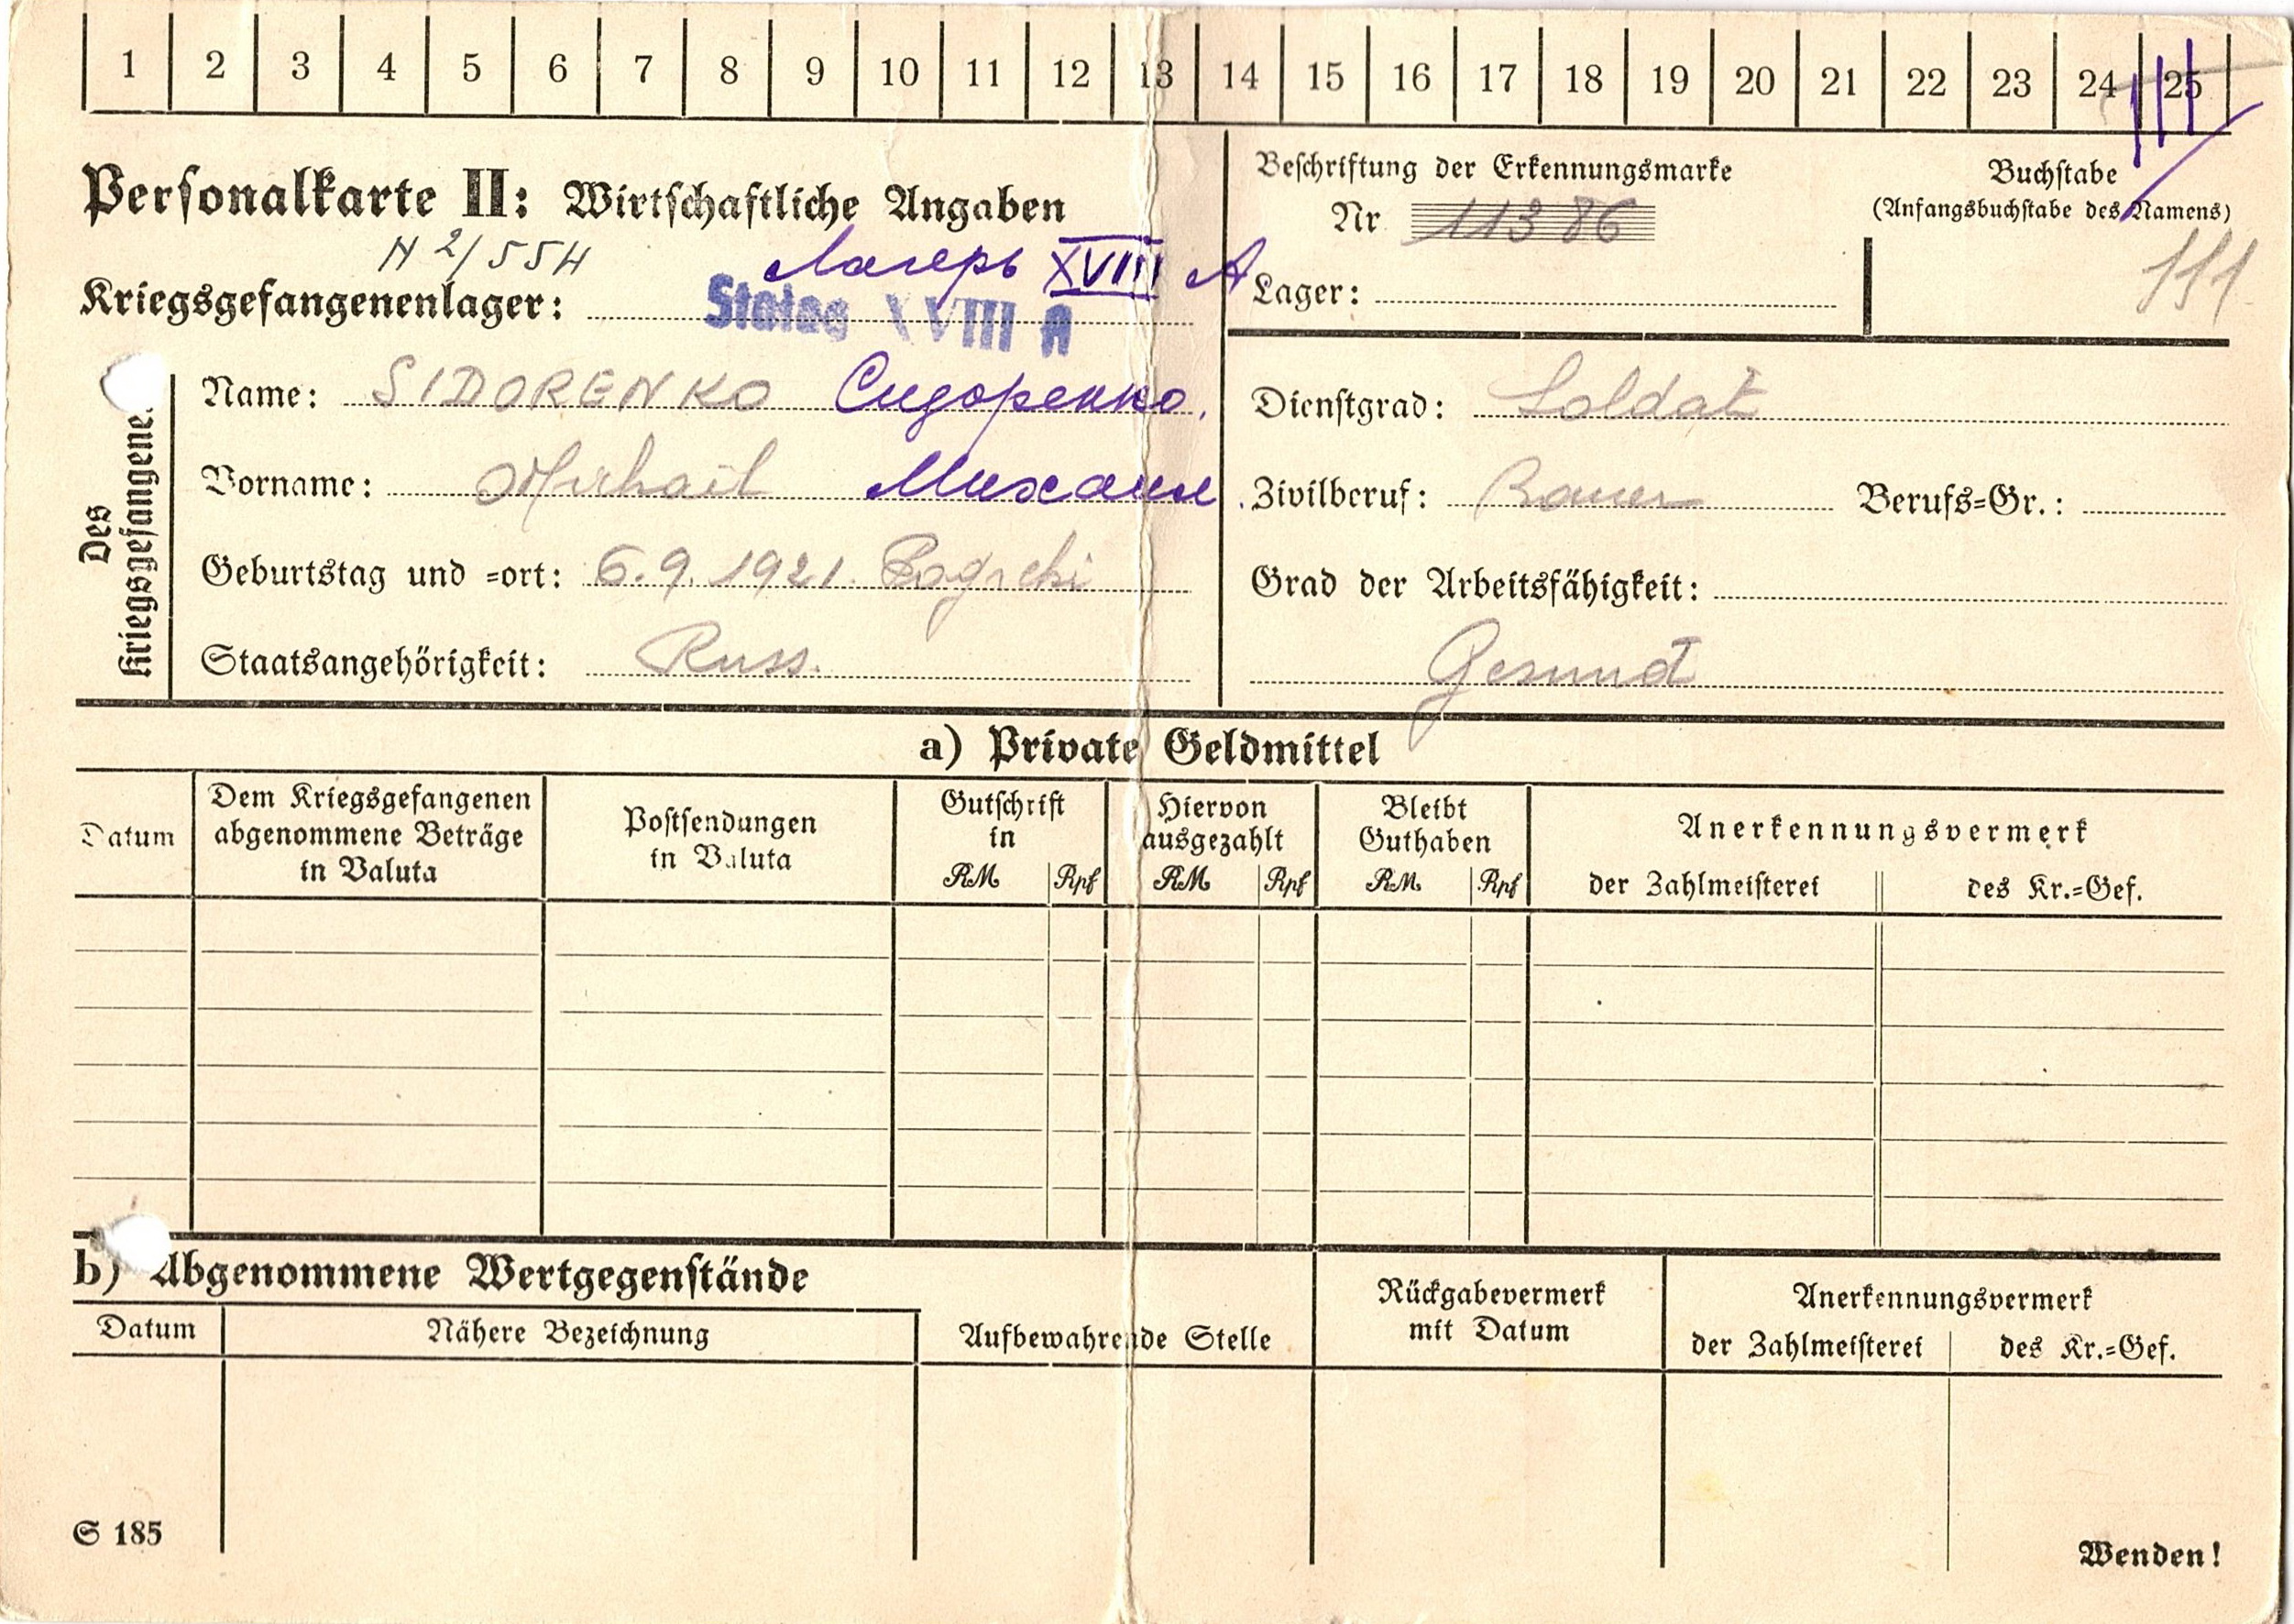 1 2 3 4 5 6 7 8 9 10 11 12 13 14 15 16 17 18 19 20 21 22 23 24 25
Personalkarte II: Wirtschaftliche Angaben
Beschriftung der Erkennungsmarke
Nr 11386
Buchstabe
(Anfangsbuchstabe des Namens)
Лагерь XVIII А
Kriegsgefangenenlager: Stalag XVIII A
Lager:
Des Kriegsgefangenen
Name: SIDORENKO Сидоренко.
Dienstgrad: Soldat
Vorname: Michail Михаил.
Zivilberuf: Bauer Berufs=Gr.:
Geburtstag und =ort: 6.9.1921.
Grad der Arbeitsfähigkeit:
Staatsangehörigkeit: Russ.
Gesund
a) Private Geldmittel
Datum
Dem Kriegsgefangenen
abgenommene Beträge
in Valuta
Postsendungen
in Valuta
Gutschrift
in
RM Rpf
Hiervon
ausgezahlt
RM Rpf
Bleibt
Guthaben
RM Rpf
Anerkennungsvermerk
der Zahlmeisterei des Kr.=Gef.
b) Abgenommene Wertgegenstände
Datum
Nähere Bezeichnung
Aufbewahrende Stelle
Rückgabevermerk
mit Datum
Anerkennungsvermerk
der Zahlmeisterei des Kr.=Gef.
S 185
Wenden!